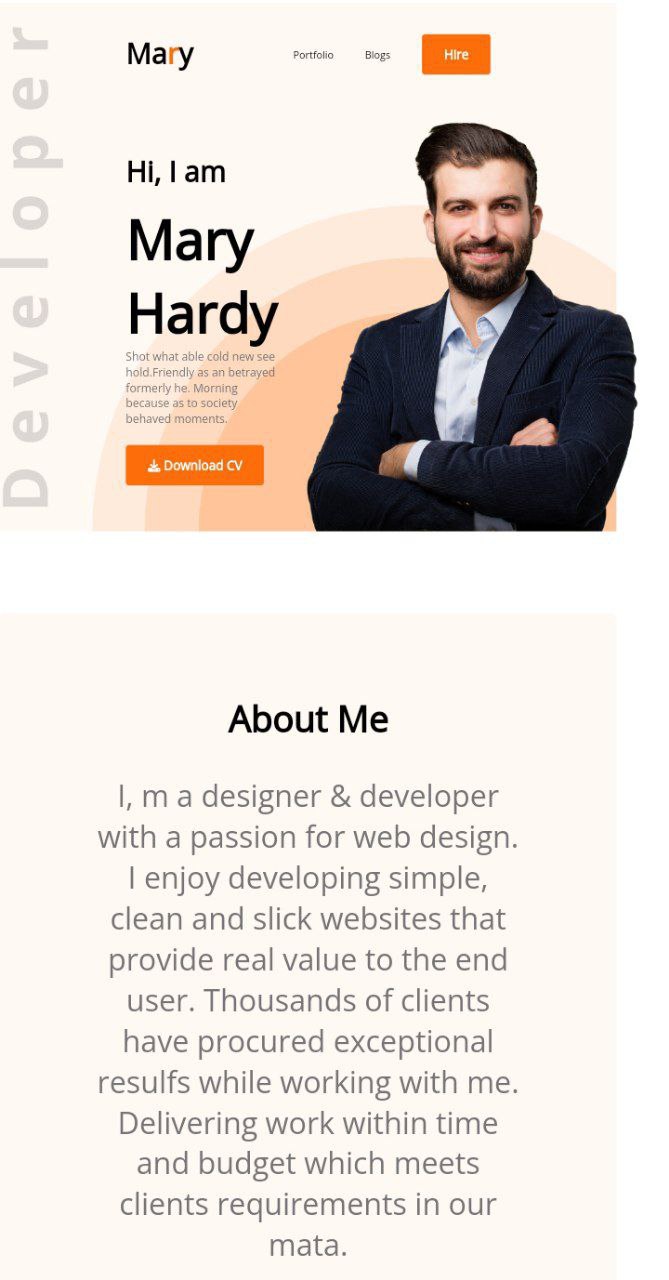 Developer
Mary
Portfolio
Blogs
Hire
Hi, I am
Mary
Hardy
Shot what able cold new see
hold.Friendly as an betrayed
formerly he. Morning
because as to society
behaved moments.
Download CV
About Me
I, m a designer & developer
with a passion for web design.
I enjoy developing simple,
clean and slick websites that
provide real value to the end
user. Thousands of clients
have procured exceptional
resulfs while working with me.
Delivering work within time
and budget which meets
clients requirements in our
mata.